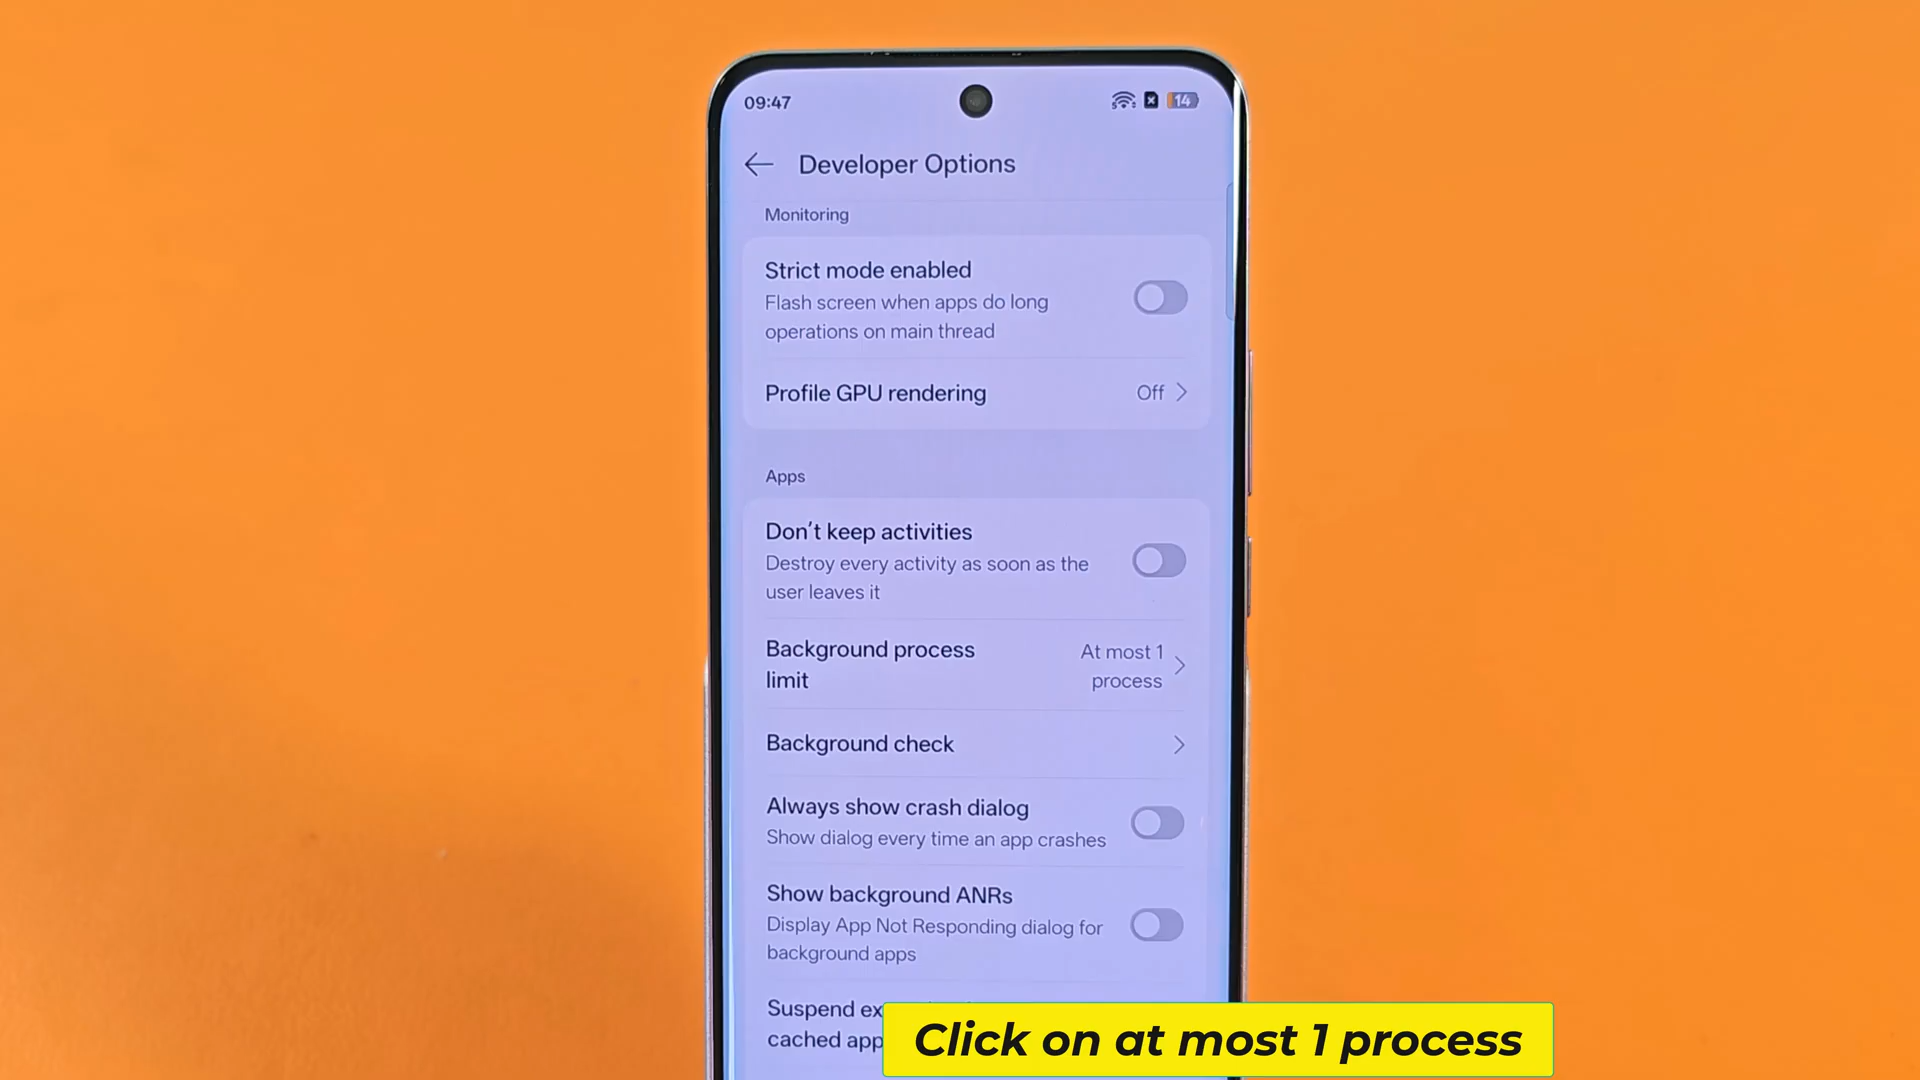 09:47
14
Developer Options
Monitoring
Strict mode enabled
Flash screen when apps do long
operations on main thread
Profile GPU rendering
Off
Apps
Don't keep activities
Destroy every activity as soon as the
user leaves it
Background process
limit
At most 1
process
Background check
Always show crash dialog
Show dialog every time an app crashes
Show background ANRs
Display App Not Responding dialog for
background apps
Suspend
cached app
Click on at most 1 process